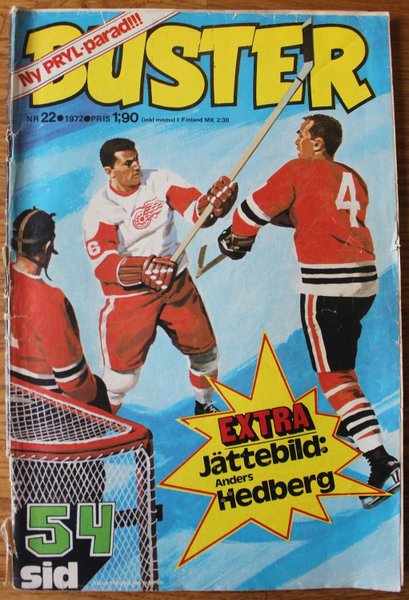 Ny PRYL-parad!!!
BUSTER
NR 22 • 1972 • PRIS 1;90 (inkl moms) I Finland MK 2:30
6
4
EXTRA
Jättebild:
Anders
Hedberg
54
sid